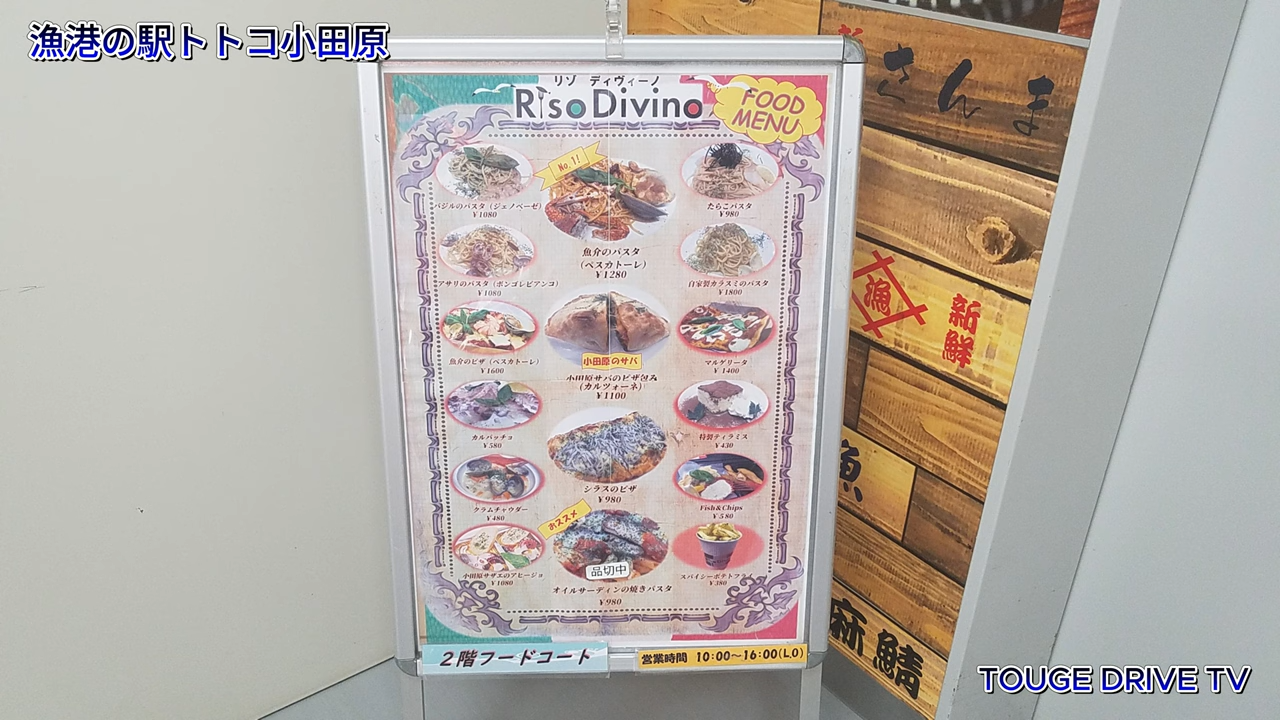 漁港の駅トトコ小田原
リゾ ディヴィーノ
Riso Divino
FOOD
MENU
No.1!
バジルのパスタ（ジェノベーゼ）
￥1080
魚介のパスタ
（ペスカトーレ）
￥1280
たらこパスタ
￥980
アサリのパスタ（ボンゴレビアンコ）
￥1080
自家製カラスミのパスタ
￥1800
魚介のピザ（ペスカトーレ）
￥1600
小田原のサバ
小田原サバのピザ包み
（カルツォーネ）
￥1100
マルゲリータ
￥1400
カルパッチョ
￥580
シラスのピザ
￥980
特製ティラミス
￥430
クラムチャウダー
￥480
Fish&Chips
￥580
小田原サザエのアヒージョ
￥1080
おススメ
品切中
オイルサーディンの焼きパスタ
￥980
スパイシーポテトフライ
￥380
２階フードコート
営業時間 10:00～16:00(L.O)
さんま
漁
新鮮
魚
鯖
TOUGE DRIVE TV